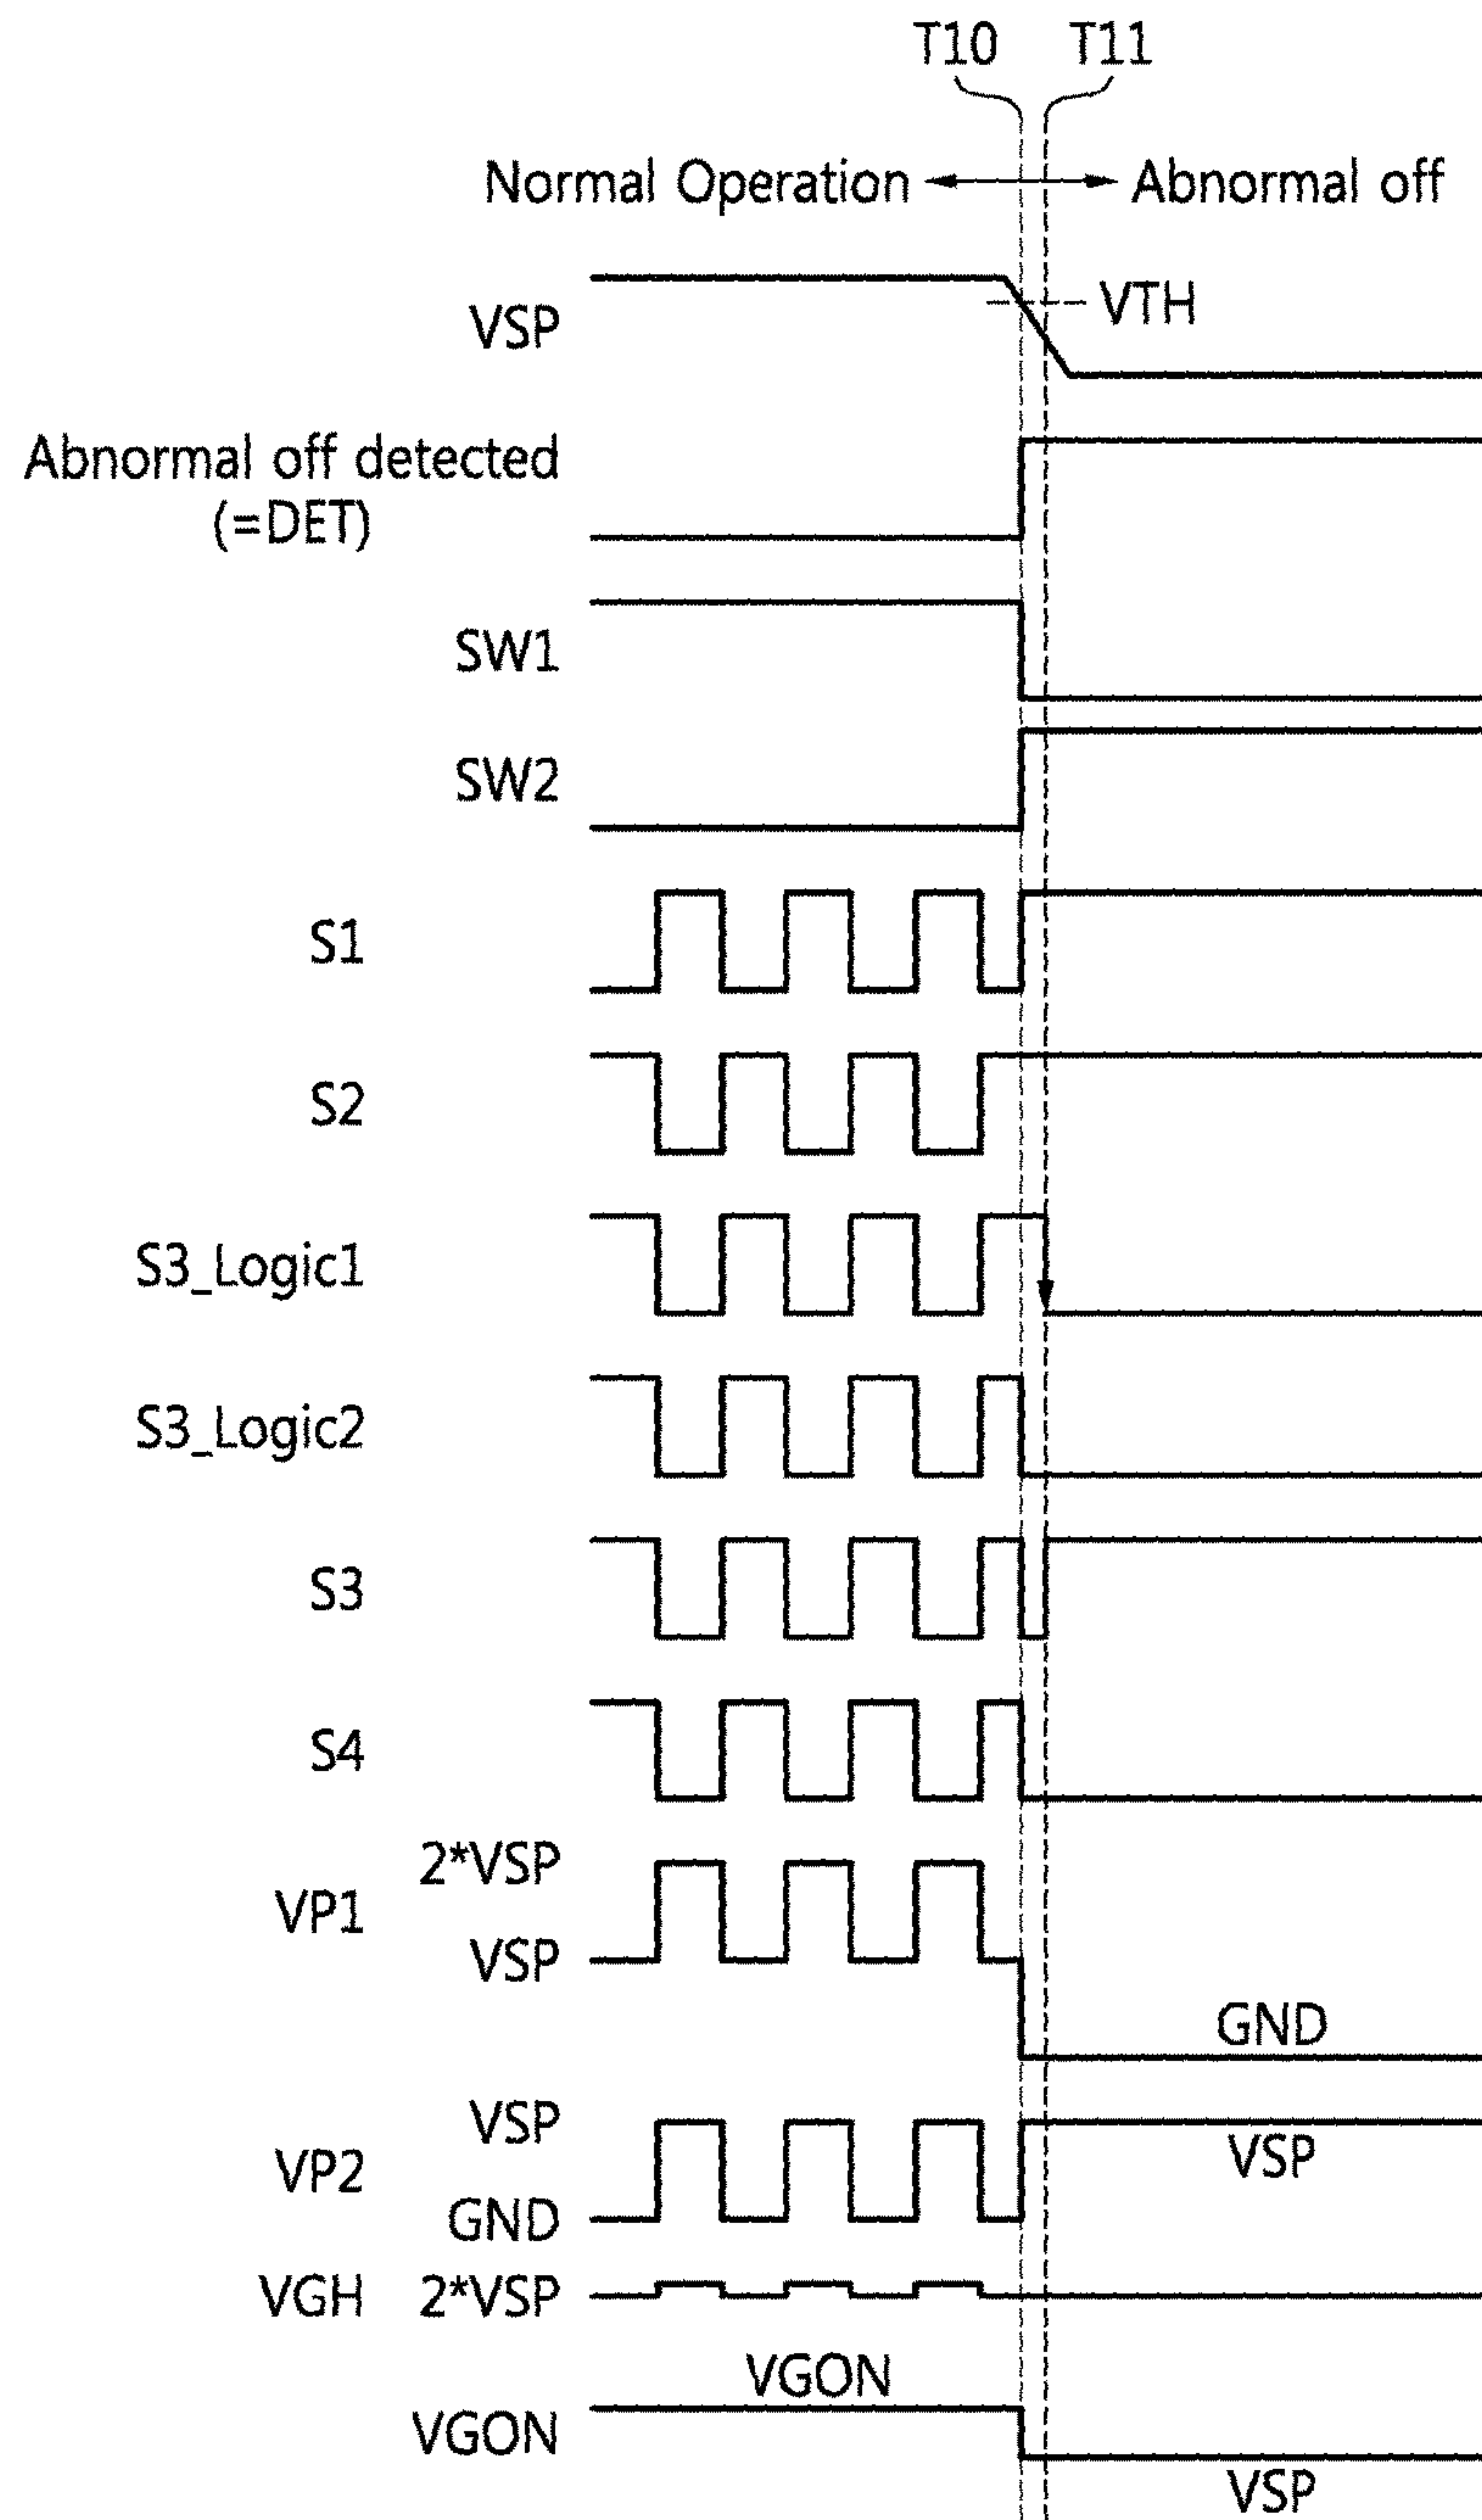 T10 T11
Normal Operation Abnormal off
VSP
VTH
Abnormal off detected
(=DET)
SW1
SW2
S1
S2
S3_Logic1
S3_Logic2
S3
S4
2*VSP
VP1
VSP
GND
VSP
VP2
VSP
GND
VGH 2*VSP
VGON
VGON
VSP